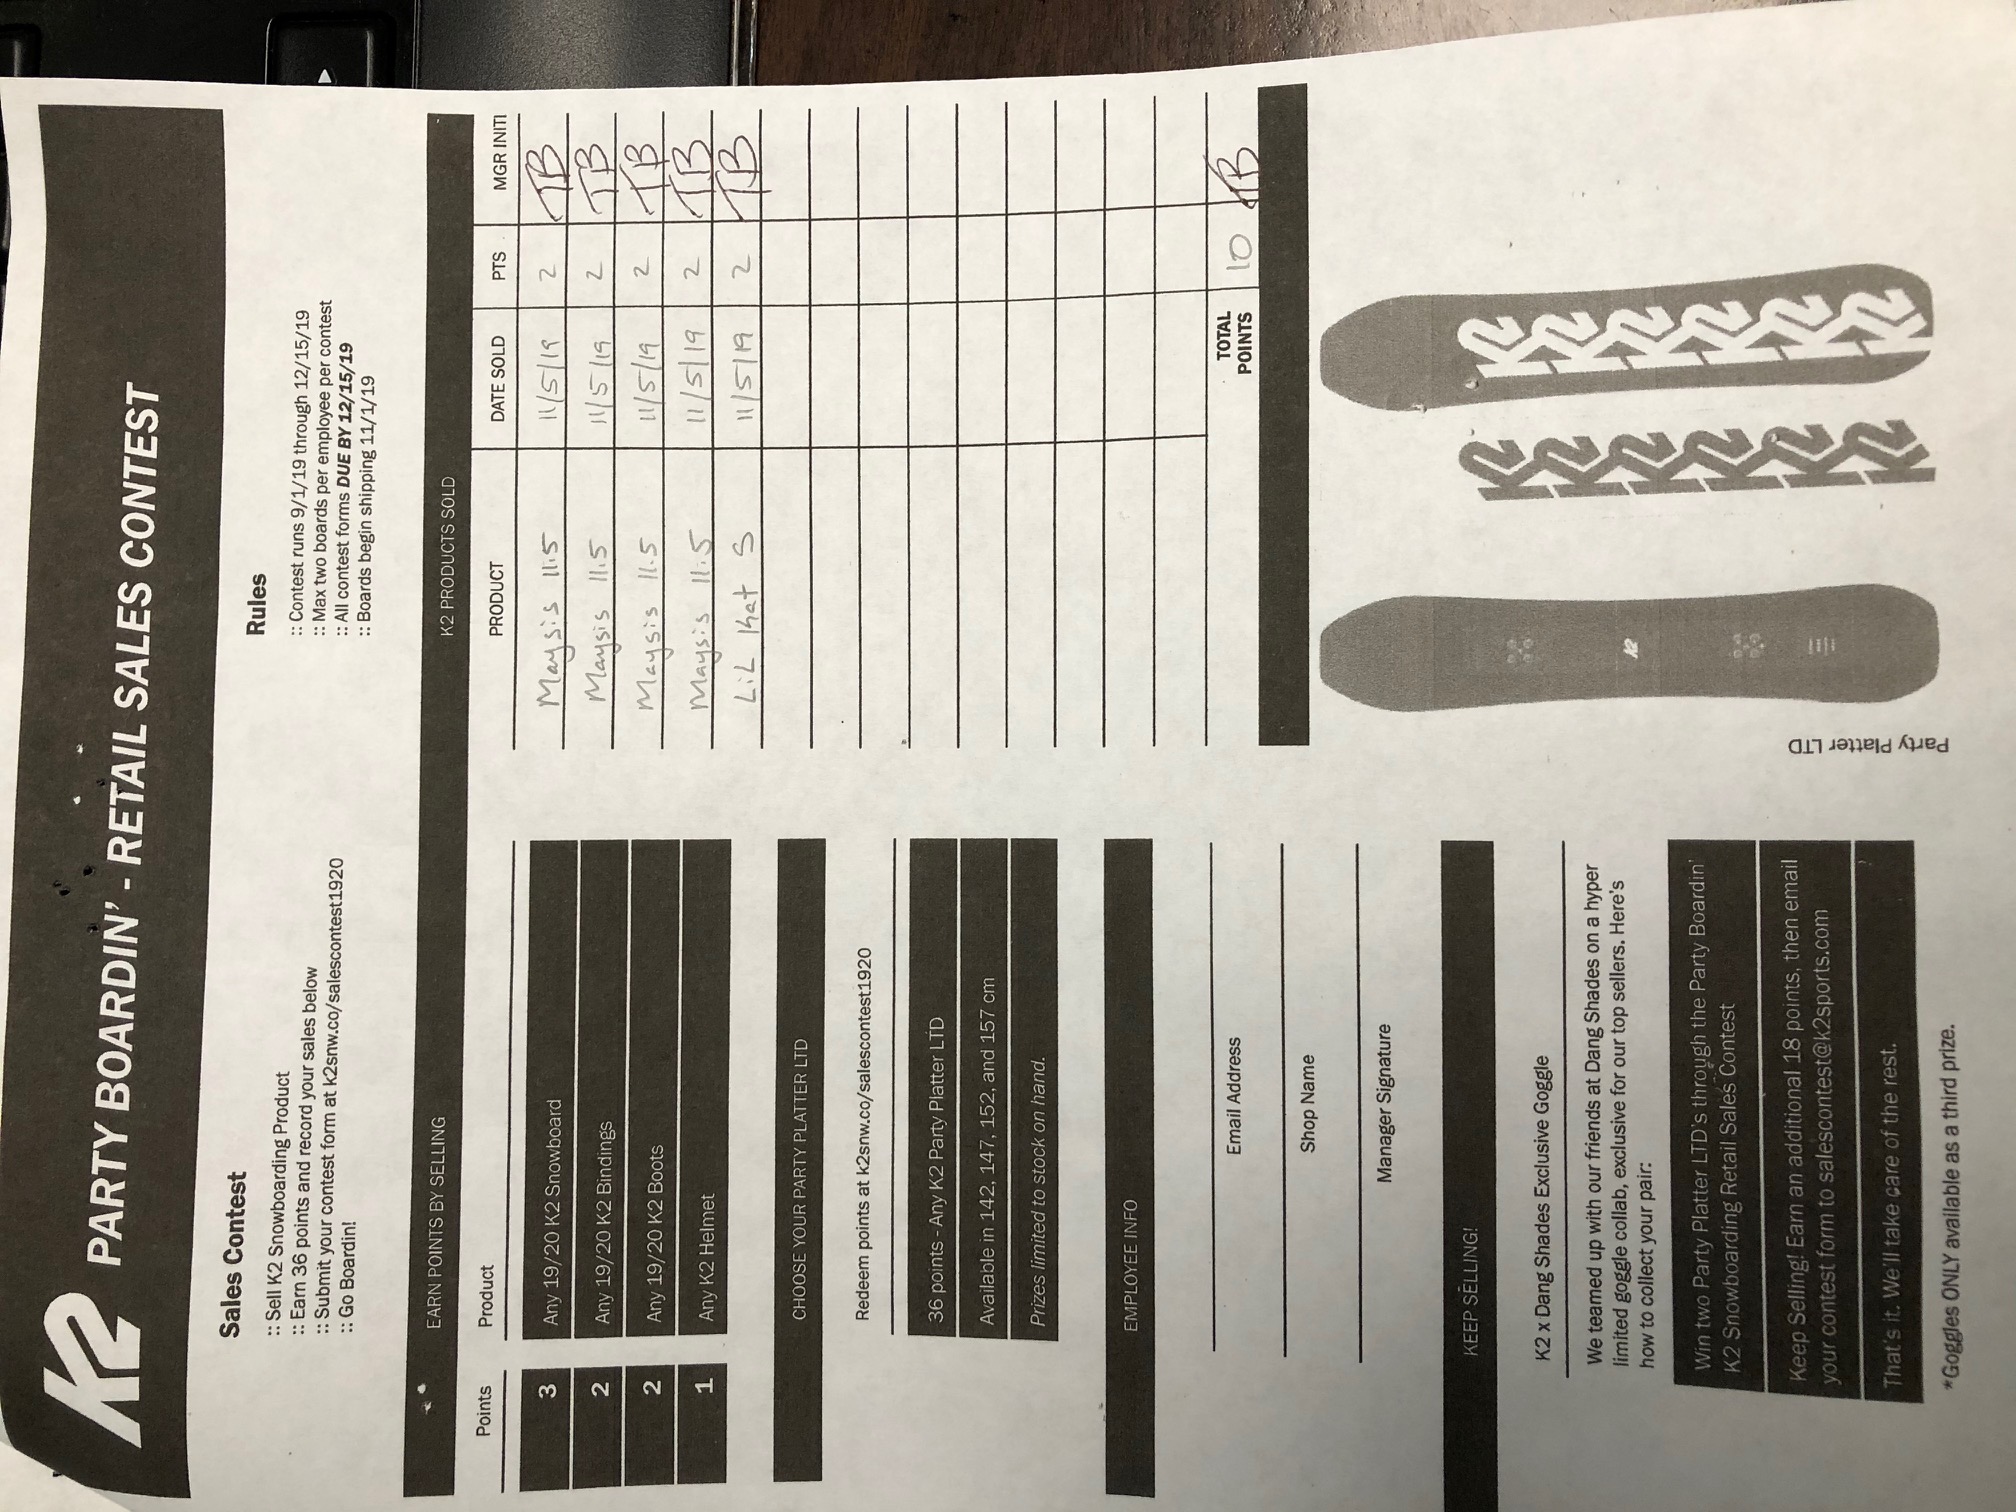 K2 PARTY BOARDIN' - RETAIL SALES CONTEST
Sales Contest
:: Sell K2 Snowboarding Product
:: Earn 36 points and record your sales below
:: Submit your contest form at k2snw.co/salescontest1920
:: Go Boardin!
Rules
:: Contest runs 9/1/19 through 12/15/19
:: Max two boards per employee per contest
:: All contest forms DUE BY 12/15/19
:: Boards begin shipping 11/1/19
EARN POINTS BY SELLING
Points Product
3 Any 19/20 K2 Snowboard
2 Any 19/20 K2 Bindings
2 Any 19/20 K2 Boots
1 Any K2 Helmet
CHOOSE YOUR PARTY PLATTER LTD
Redeem points at k2snw.co/salescontest1920
36 points - Any K2 Party Platter LTD
Available in 142, 147, 152, and 157 cm
Prizes limited to stock on hand.
EMPLOYEE INFO
Email Address
Shop Name
Manager Signature
KEEP SELLING!
K2 x Dang Shades Exclusive Goggle
We teamed up with our friends at Dang Shades on a hyper
limited goggle collab, exclusive for our top sellers. Here's
how to collect your pair:
Win two Party Platter LTD's through the Party Boardin'
K2 Snowboarding Retail Sales Contest
Keep Selling! Earn an additional 18 points, then email
your contest form to salescontest@k2sports.com
That's it. We'll take care of the rest.
*Goggles ONLY available as a third prize.
K2 PRODUCTS SOLD
PRODUCT DATE SOLD PTS MGR INITI
Maysis 11.5 11/5/19 2 TB
Maysis 11.5 11/5/19 2 TB
Maysis 11.5 11/5/19 2 TB
Maysis 11.5 11/5/19 2 TB
LiL Kat S 11/5/19 2 TB
TOTAL
POINTS 10 TB
Party Platter LTD
K2
K2
K2
K2
K2
K2
K2
K2
K2
K2
K2
K2
K2